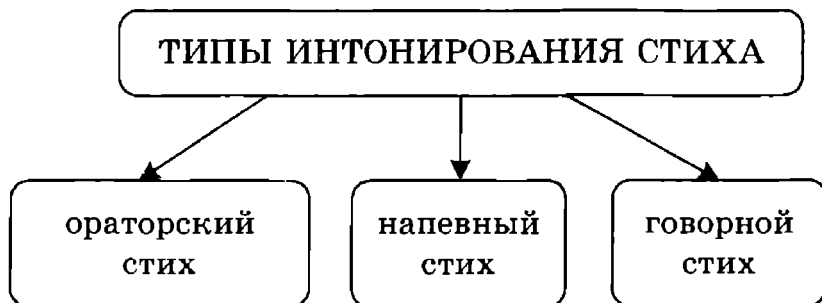 ТИПЫ ИНТОНИРОВАНИЯ СТИХА
ораторский
стих
напевный
стих
говорной
стих